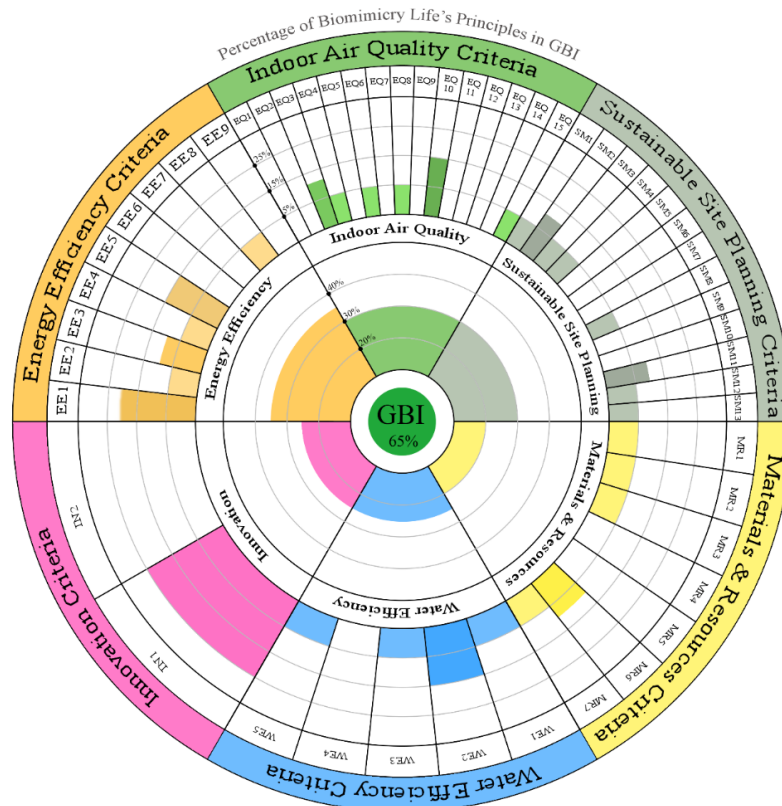 Percentage of Biomimicry Life's Principles in GBI
Indoor Air Quality Criteria
EQ1
EQ2
EQ3
EQ4
EQ5
EQ6
EQ7
EQ8
EQ9
EQ 10
EQ 11
EQ 12
EQ 13
EQ 14
EQ 15
Sustainable Site Planning Criteria
SM1
SM2
SM3
SM4
SM5
SM6
SM7
SM8
SM9
SM10
SM11
SM12
SM13
Materials & Resources Criteria
MR1
MR2
MR3
MR4
MR5
MR6
MR7
Water Efficiency Criteria
WE1
WE2
WE3
WE4
WE5
Innovation Criteria
IN1
IN2
Energy Efficiency Criteria
EE1
EE2
EE3
EE4
EE5
EE6
EE7
EE8
EE9
25%
15%
5%
Indoor Air Quality
Sustainable Site Planning
Materials & Resources
Water Efficiency
Innovation
Energy Efficiency
40%
30%
20%
GBI
65%